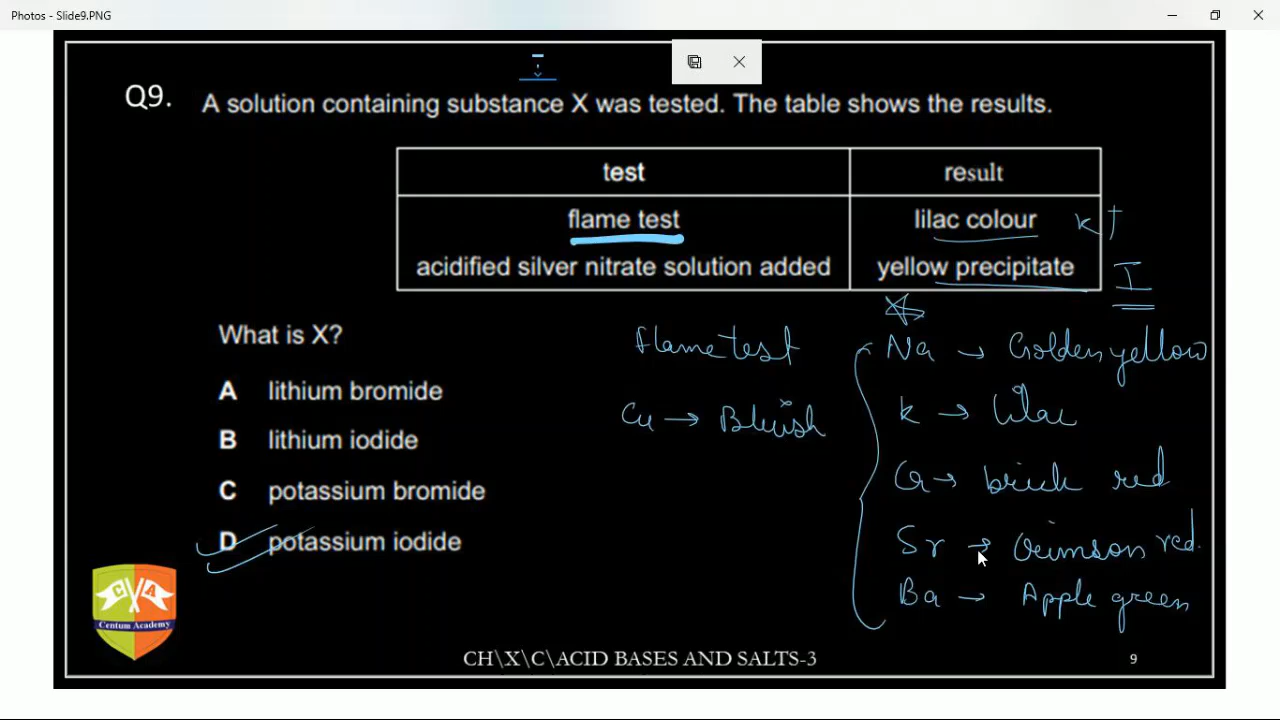 Photos - Slide9.PNG
Q9. A solution containing substance X was tested. The table shows the results.
test result
flame test lilac colour K+
acidified silver nitrate solution added yellow precipitate I
What is X?
Flame test
Na → Golden yellow
A lithium bromide
K → lilac
Cu → Bluish
B lithium iodide
Ca → brick red
C potassium bromide
D potassium iodide
Sr → Crimson red
Ba → Apple green
C A
Centum Academy
CH\X\C\ACID BASES AND SALTS-3
9